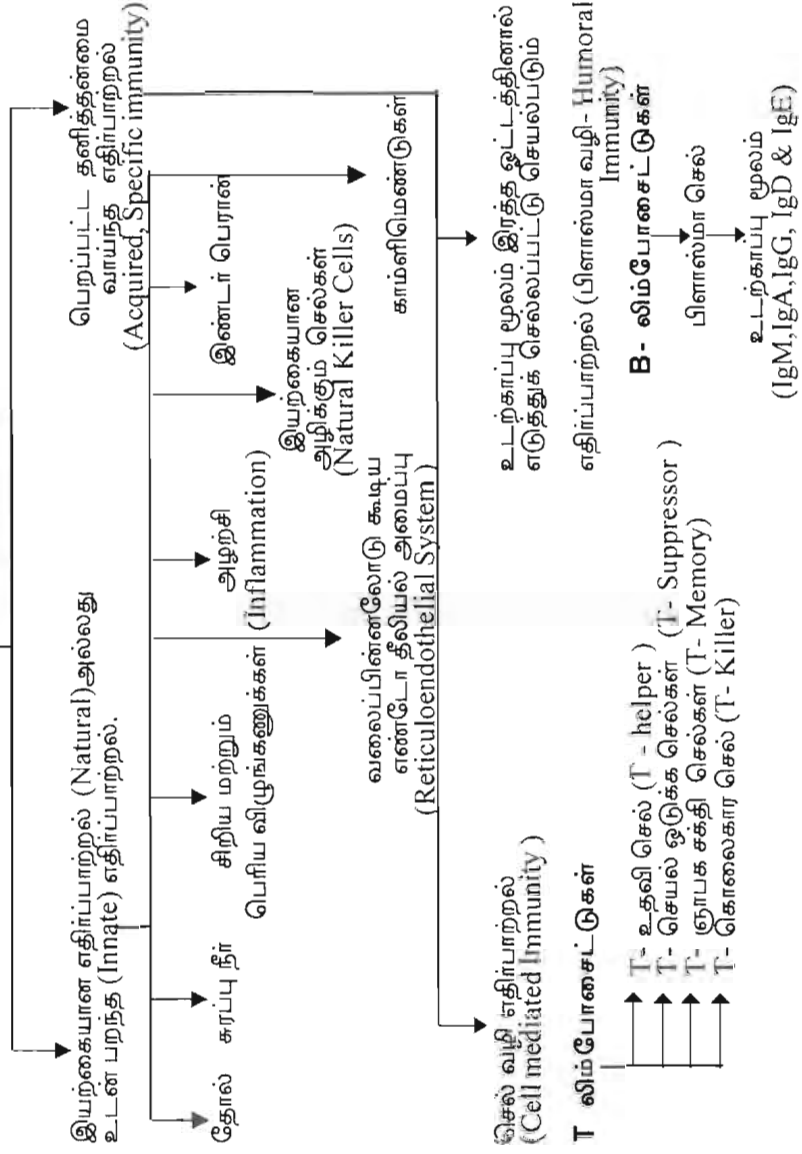 இயற்கையான எதிர்ப்பாற்றல் (Natural)அல்லது
உடன் பறந்த (Innate) எதிர்ப்பாற்றல்.
பெறப்பட்ட தனித்தன்மை
வாய்ந்த எதிர்பாற்றல்
(Acquired, Specific immunity)
தோல்
சுரப்பு நீர்
சிறிய மற்றும்
பெரிய விழுங்கணுக்கள்
அழற்சி
(Inflammation)
இயற்கையான
அழிக்கும் செல்கள்
(Natural Killer Cells)
இண்டர் பெரான்
காம்ளிமெண்டுகள்
வலைப்பின்னலோடு கூடிய
எண்டோ தீலியல் அமைப்பு
(Reticuloendothelial System )
செல் வழி எதிர்பாற்றல்
(Cell mediated Immunity )
T லிம்போசைட்டுகள்
T - உதவி செல் (T - helper )
T - செயல் ஒடுக்க செல்கள் (T- Suppressor )
T- ஞாபக சக்தி செல்கள் (T- Memory)
T - கொலைகார செல் (T- Killer)
உடற்காப்பு மூலம் இரத்த ஓட்டத்தினால்
எடுத்துக் செல்லப்பட்டு செயல்படும்
எதிர்ப்பாற்றல் (பிளாஸ்மா வழி- Humoral
Immunity)
B- லிம்போசைட்டுகள்
பிளாஸ்மா செல்
உடற்காப்பு மூலம்
(IgM,IgA,IgG, IgD & IgE)